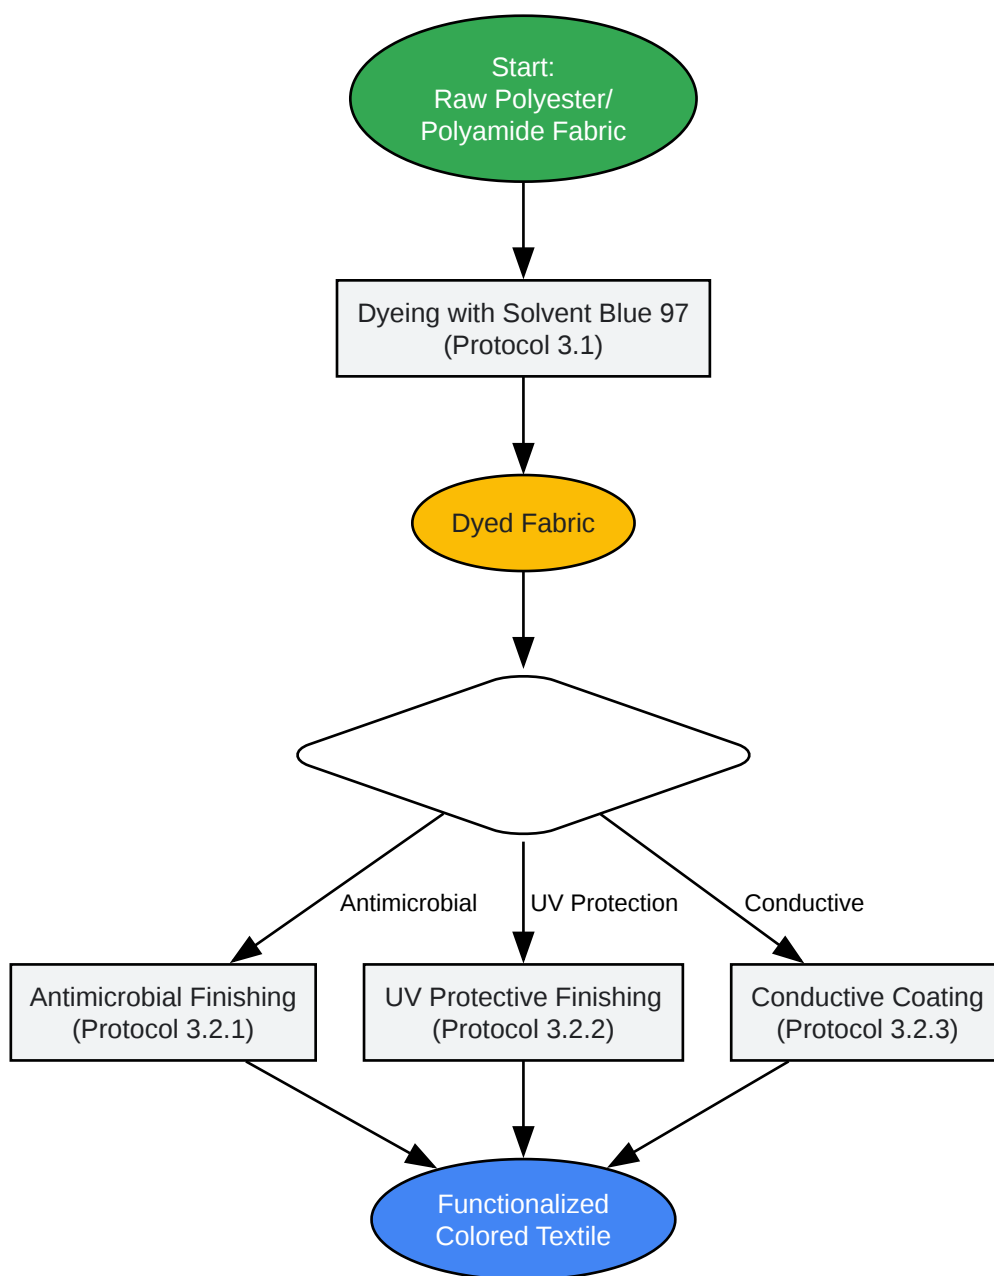 Start:
Raw Polyester/
Polyamide Fabric
Dyeing with Solvent Blue 97
(Protocol 3.1)
Dyed Fabric
Antimicrobial
UV Protection
Conductive
Antimicrobial Finishing
(Protocol 3.2.1)
UV Protective Finishing
(Protocol 3.2.2)
Conductive Coating
(Protocol 3.2.3)
Functionalized
Colored Textile